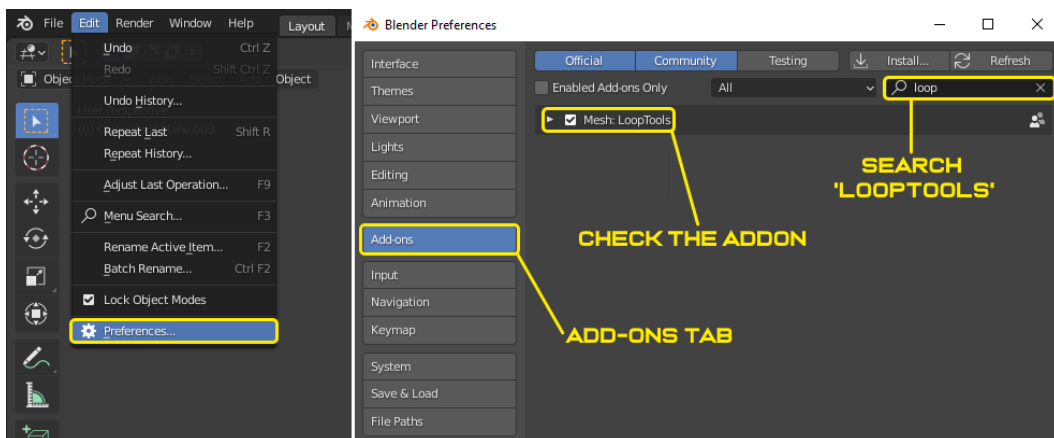 File Edit Render Window Help Layout
Undo Ctrl Z
Redo Shift Ctrl Z
Object
Undo History...
Repeat Last Shift R
Repeat History...
Adjust Last Operation... F9
Menu Search... F3
Rename Active Item... F2
Batch Rename... Ctrl F2
Lock Object Modes
Preferences...
Blender Preferences
Interface
Themes
Viewport
Lights
Editing
Animation
Add-ons
Input
Navigation
Keymap
System
Save & Load
File Paths
Official Community Testing Install... Refresh
Enabled Add-ons Only All loop
Mesh: LoopTools
SEARCH
'LOOPTOOLS'
CHECK THE ADDON
ADD-ONS TAB